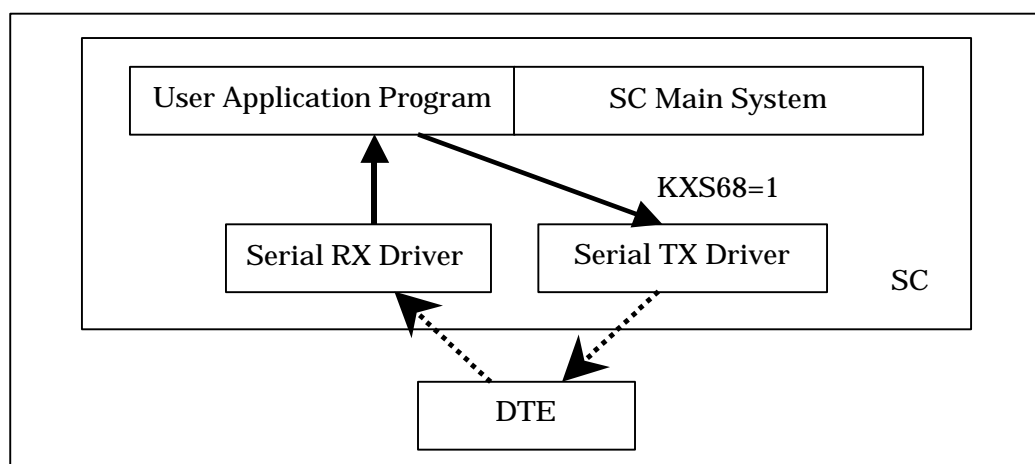 User Application Program
SC Main System
KXS68=1
Serial RX Driver
Serial TX Driver
SC
DTE